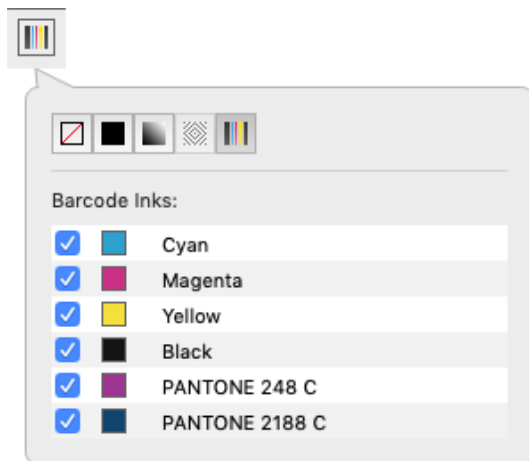 Barcode Inks:
Cyan
Magenta
Yellow
Black
PANTONE 248 C
PANTONE 2188 C